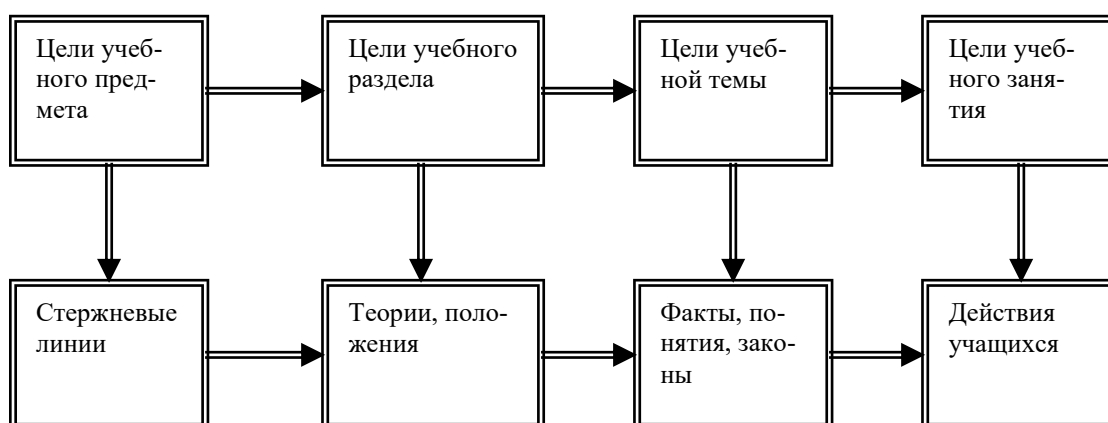 Цели учеб-
ного пред-
мета
Цели учебного
раздела
Цели учеб-
ной темы
Цели учеб-
ного заня-
тия
Стержневые
линии
Теории, поло-
жения
Факты, по-
нятия, зако-
ны
Действия
учащихся